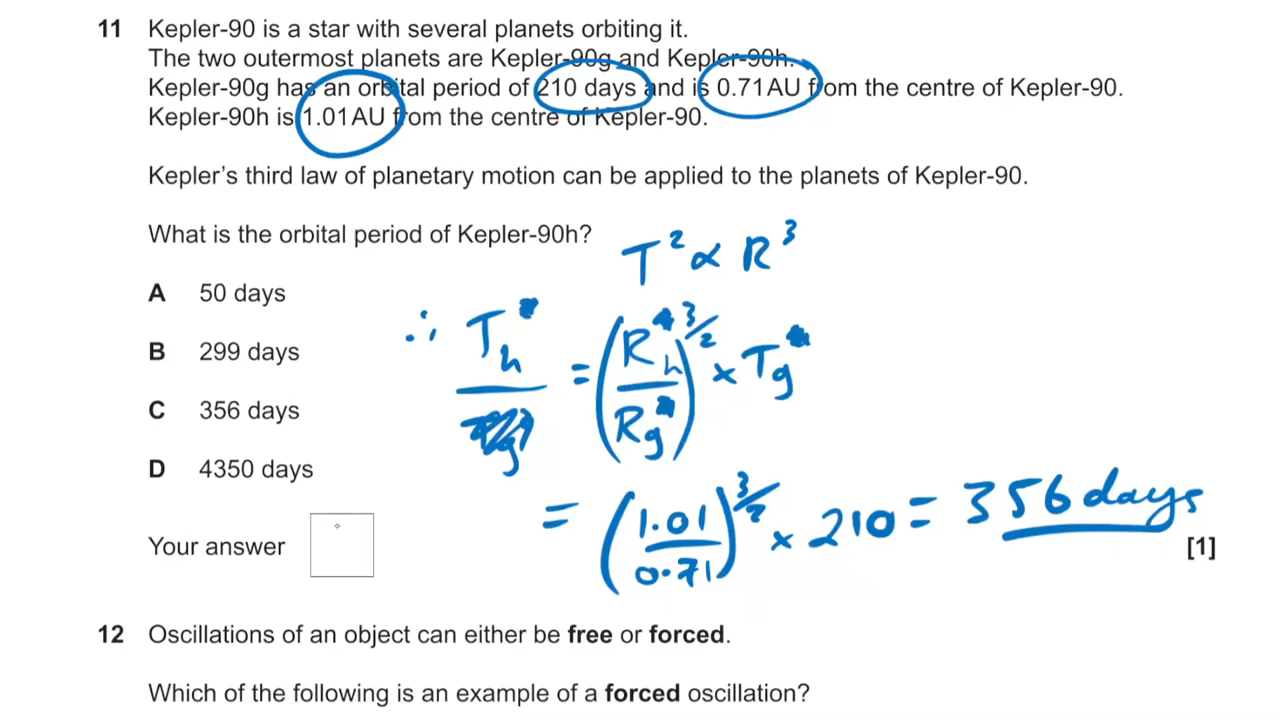 11 Kepler-90 is a star with several planets orbiting it.
The two outermost planets are Kepler-90g and Kepler-90h.
Kepler-90g has an orbital period of 210 days and is 0.71AU from the centre of Kepler-90.
Kepler-90h is 1.01AU from the centre of Kepler-90.
Kepler's third law of planetary motion can be applied to the planets of Kepler-90.
What is the orbital period of Kepler-90h?
T² ∝ R³
A 50 days
∴ T_h = (R_h/R_g)^3/2 × T_g
B 299 days
C 356 days
D 4350 days
= (1.01/0.71)^3/2 × 210 = 356 days
Your answer
[1]
12 Oscillations of an object can either be free or forced.
Which of the following is an example of a forced oscillation?